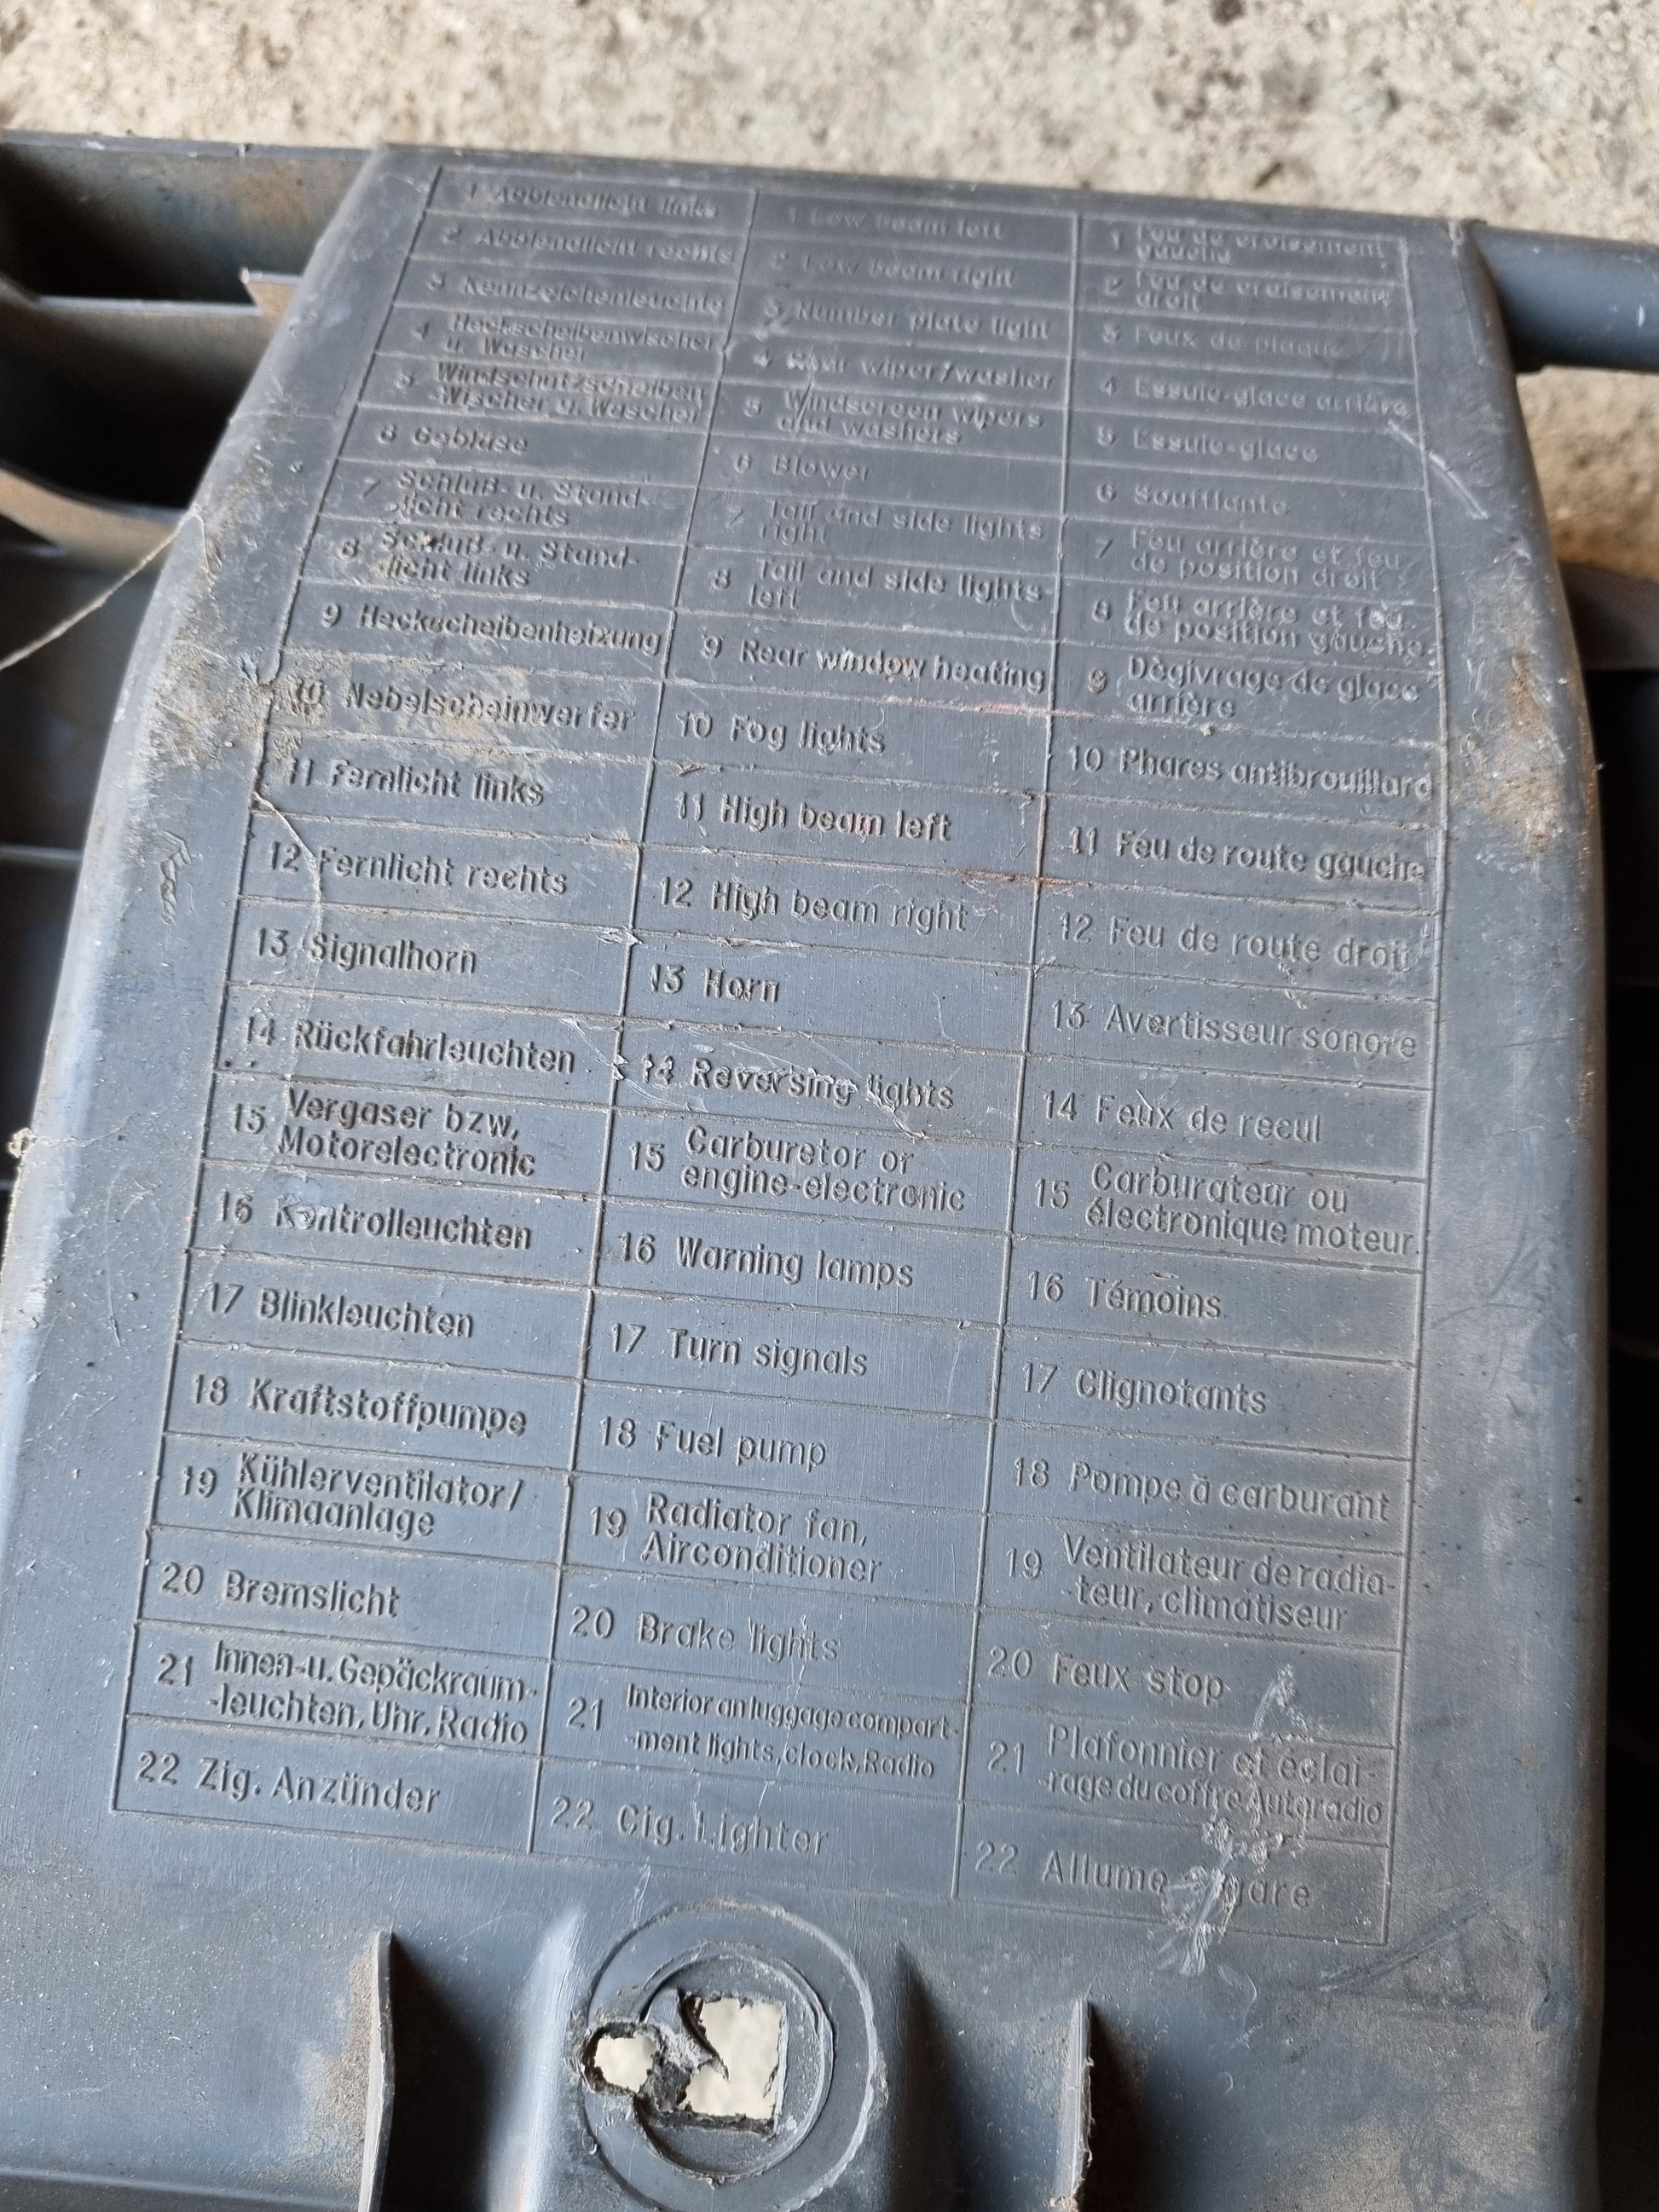 1 Abblendlicht links
1 Low beam left
1 Feu de croisement
gauche
2 Abblendlicht rechts
2 Low beam right
2 Feu de croisement
droit
3 Kennzeichenleuchte
3 Number plate light
3 Feux de plaque
4 Heckscheibenwischer
u. Wascher
4 Rear wiper/washer
4 Essuie-glace arrière
5 Windschutzscheiben
-Wischer u. Wascher
5 Windscreen wipers
and washers
5 Essuie-glace
6 Gebläse
6 Blower
6 Soufflante
7 Schluß- u. Stand-
-licht rechts
7 Tail and side lights
right
7 Feu arrière et feu
de position droit
8 Schluß- u. Stand-
-licht links
8 Tail and side lights
left
8 Feu arrière et feu
de position gauche
9 Heckscheibenheizung
9 Rear window heating
9 Dègivrage de glace
arrière
10 Nebelscheinwerfer
10 Fog lights
10 Phares antibrouillard
11 Fernlicht links
11 High beam left
11 Feu de route gauche
12 Fernlicht rechts
12 High beam right
12 Feu de route droit
13 Signalhorn
13 Horn
13 Avertisseur sonore
14 Rückfahrleuchten
14 Reversing lights
14 Feux de recul
15 Vergaser bzw,
Motorelectronic
15 Carburetor or
engine-electronic
15 Carburateur ou
électronique moteur
16 Kontrolleuchten
16 Warning lamps
16 Témoins
17 Blinkleuchten
17 Turn signals
17 Clignotants
18 Kraftstoffpumpe
18 Fuel pump
18 Pompe à carburant
19 Kühlerventilator/
Klimaanlage
19 Radiator fan,
Airconditioner
19 Ventilateur de radia-
-teur, climatiseur
20 Bremslicht
20 Brake lights
20 Feux stop
21 Innen-u. Gepäckraum-
-leuchten, Uhr, Radio
21 Interior an luggage compart-
-ment lights, clock, Radio
21 Plafonnier et éclai-
-rage du coffre Autoradio
22 Zig. Anzünder
22 Cig. Lighter
22 Allume